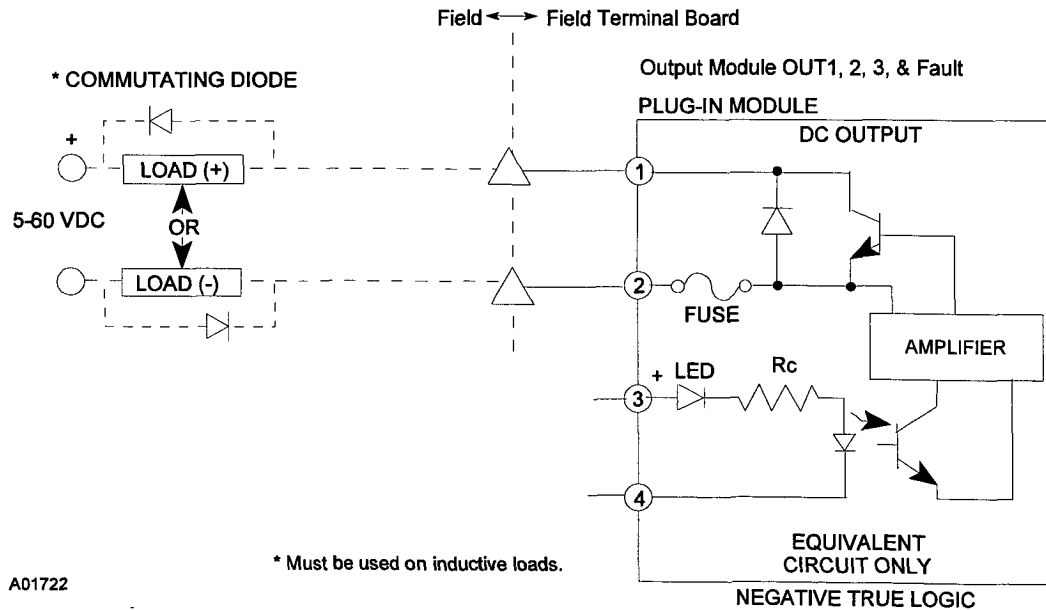 Field Field Terminal Board
* COMMUTATING DIODE
Output Module OUT1, 2, 3, & Fault
PLUG-IN MODULE
DC OUTPUT
+
LOAD (+)
1
5-60 VDC
OR
LOAD (-)
2
FUSE
AMPLIFIER
+ LED Rc
3
4
* Must be used on inductive loads.
EQUIVALENT
CIRCUIT ONLY
A01722
NEGATIVE TRUE LOGIC